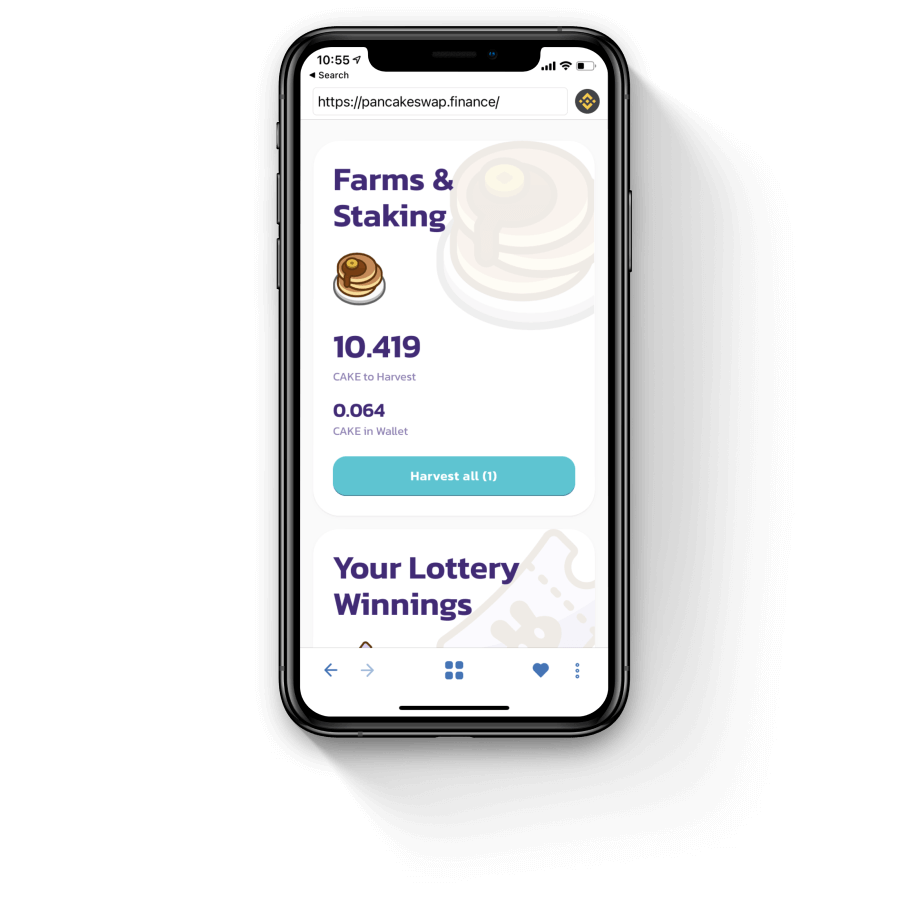 10:55
◀ Search
https://pancakeswap.finance/
Farms &
Staking
10.419
CAKE to Harvest
0.064
CAKE in Wallet
Harvest all (1)
Your Lottery
Winnings